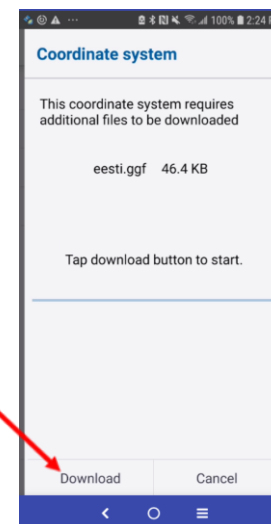 100% 2:24
Coordinate system
This coordinate system requires
additional files to be downloaded
eesti.ggf 46.4 KB
Tap download button to start.
Download Cancel